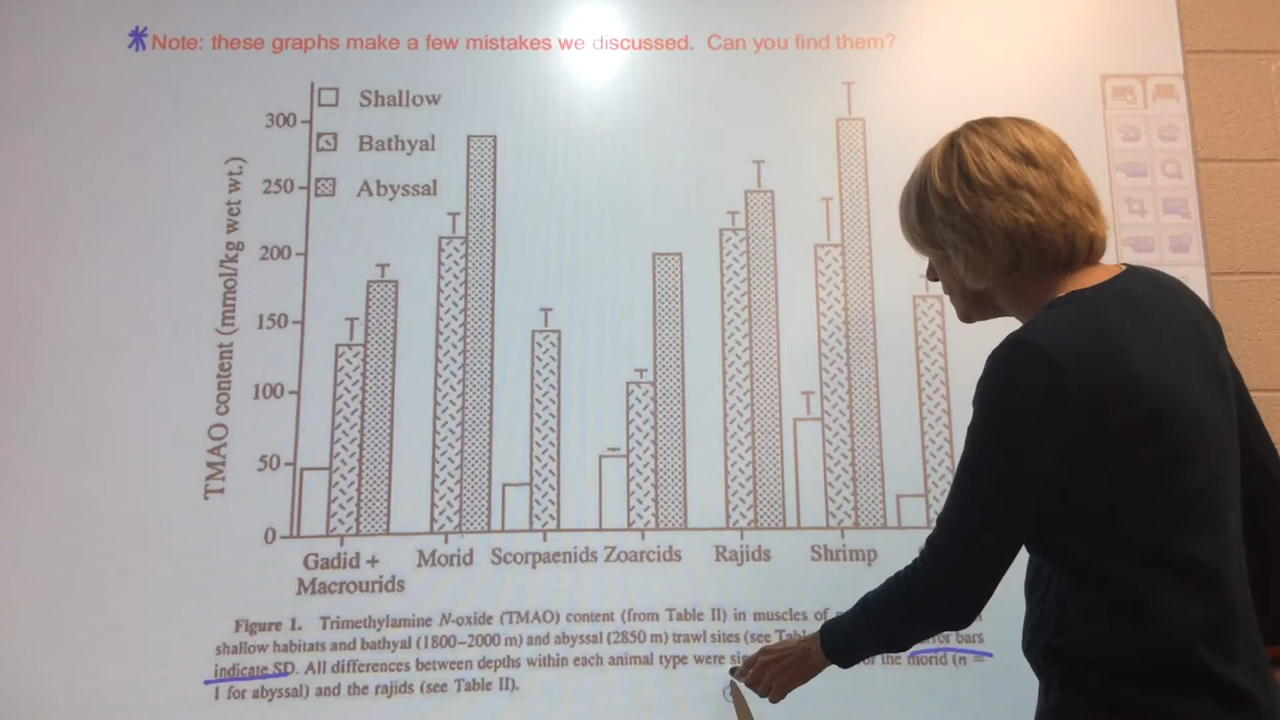 *Note: these graphs make a few mistakes we discussed. Can you find them?
Shallow
Bathyal
Abyssal
TMAO content (mmol/kg wet wt.)
300
250
200
150
100
50
0
Gadid + Macrourids
Morid
Scorpaenids
Zoarcids
Rajids
Shrimp
Figure 1. Trimethylamine N-oxide (TMAO) content (from Table II) in muscles of
shallow habitats and bathyal (1800–2000 m) and abyssal (2850 m) trawl sites (see bars
indicate SD. All differences between depths within each animal type were the morid (n =
1 for abyssal) and the rajids (see Table II).